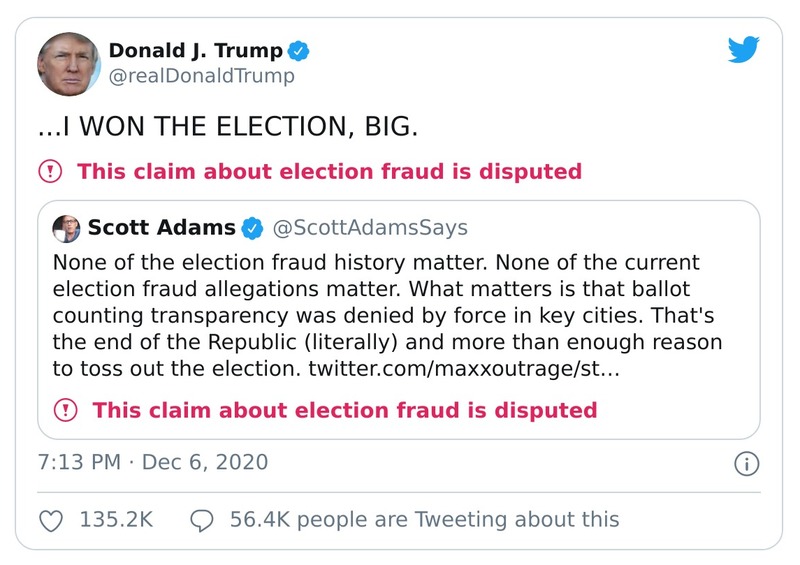 Donald J. Trump
@realDonaldTrump
...I WON THE ELECTION, BIG.
This claim about election fraud is disputed
Scott Adams @ScottAdamsSays
None of the election fraud history matter. None of the current
election fraud allegations matter. What matters is that ballot
counting transparency was denied by force in key cities. That's
the end of the Republic (literally) and more than enough reason
to toss out the election. twitter.com/maxxoutrage/st…
This claim about election fraud is disputed
7:13 PM · Dec 6, 2020
135.2K 56.4K people are Tweeting about this